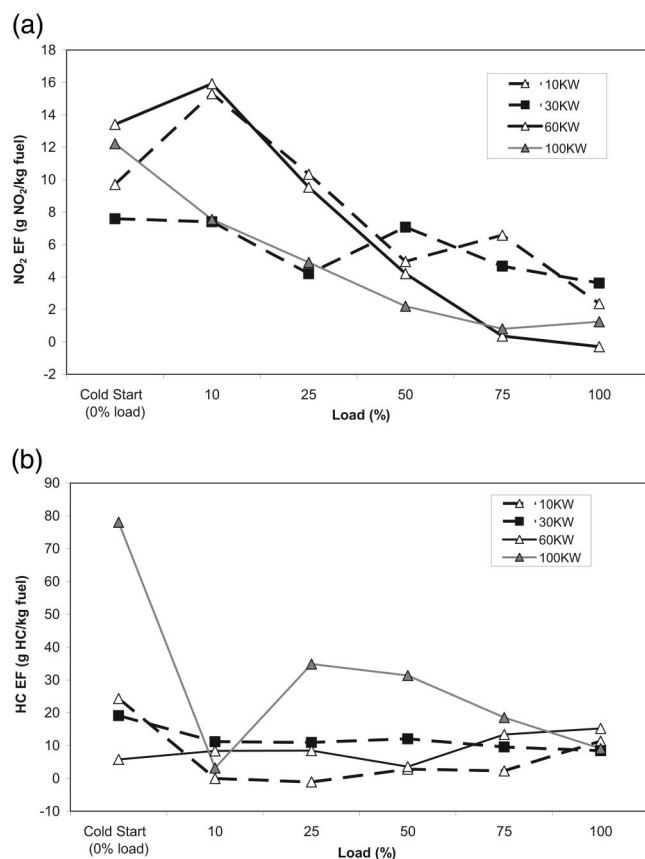 (a)
18
16
14
12
10
8
6
4
2
0
-2
NO₂ EF (g NO₂/kg fuel)
10KW
30KW
60KW
100KW
Cold Start 10 25 50 75 100
(0% load)
Load (%)
(b)
90
80
70
60
50
40
30
20
10
0
-10
HC EF (g HC/kg fuel)
10KW
30KW
60KW
100KW
Cold Start 10 25 50 75 100
(0% load)
Load (%)